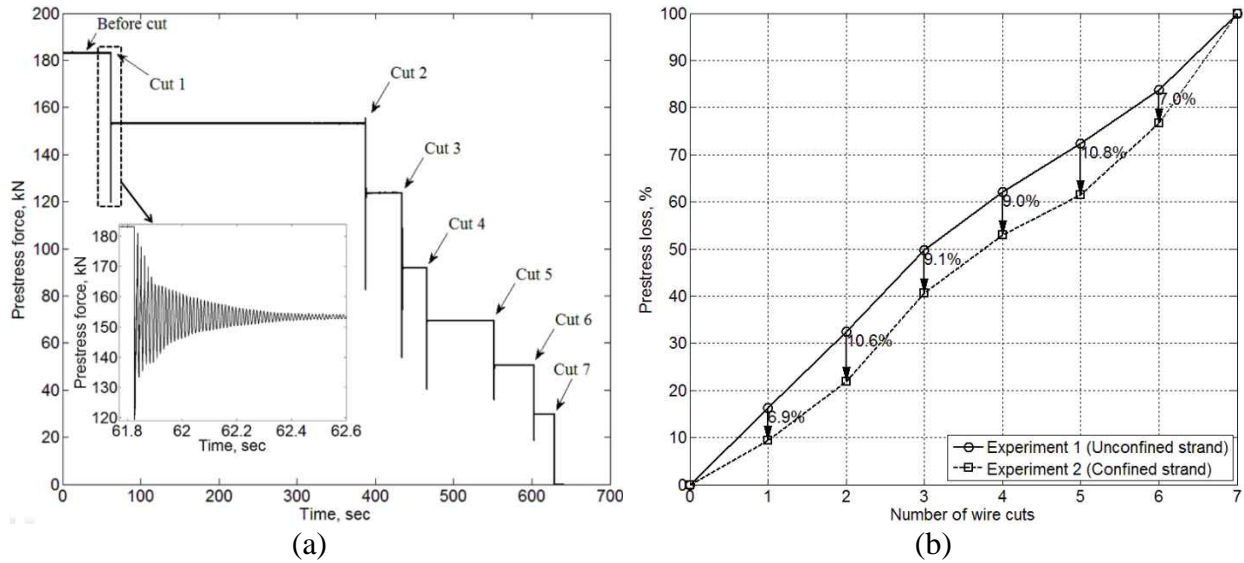 200
180
160
140
120
100
80
60
40
20
0
Prestress force, kN
Before cut
Cut 1
Cut 2
Cut 3
Cut 4
Cut 5
Cut 6
Cut 7
180
170
160
150
140
130
120
Prestress force, kN
61.8 62 62.2 62.4 62.6
Time, sec
0 100 200 300 400 500 600 700
Time, sec
(a)
100
90
80
70
60
50
40
30
20
10
0
Prestress loss, %
6.9%
10.6%
9.1%
9.0%
10.8%
7.0%
Experiment 1 (Unconfined strand)
Experiment 2 (Confined strand)
0 1 2 3 4 5 6 7
Number of wire cuts
(b)